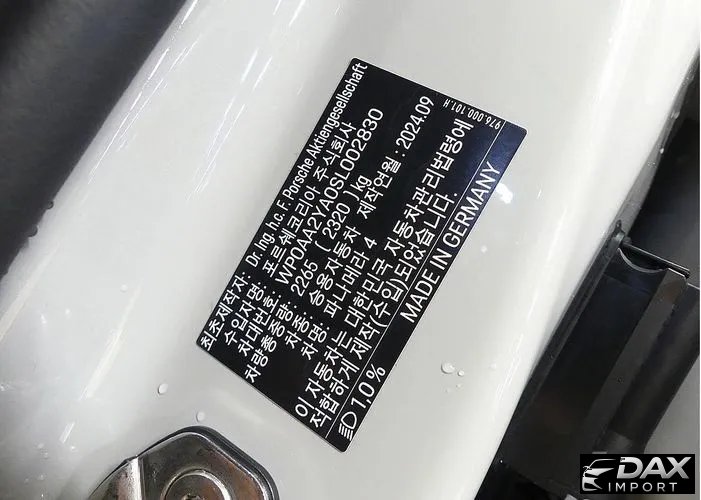 최초제작자: Dr. Ing. h.c. F. Porsche Aktiengesellschaft
수입자명: 포르쉐코리아 주식회사
차대번호: WP0AA2YA0SL002830
차량총중량: 2265 ( 2320 ) kg
차종: 승용자동차 제작연월: 2024.09
차명: 파나메라 4
이 자동차는 대한민국 자동차관리법령에
적합하게 제작(수입)되었습니다.
1,0% MADE IN GERMANY
976.000.101.H
DAX
IMPORT